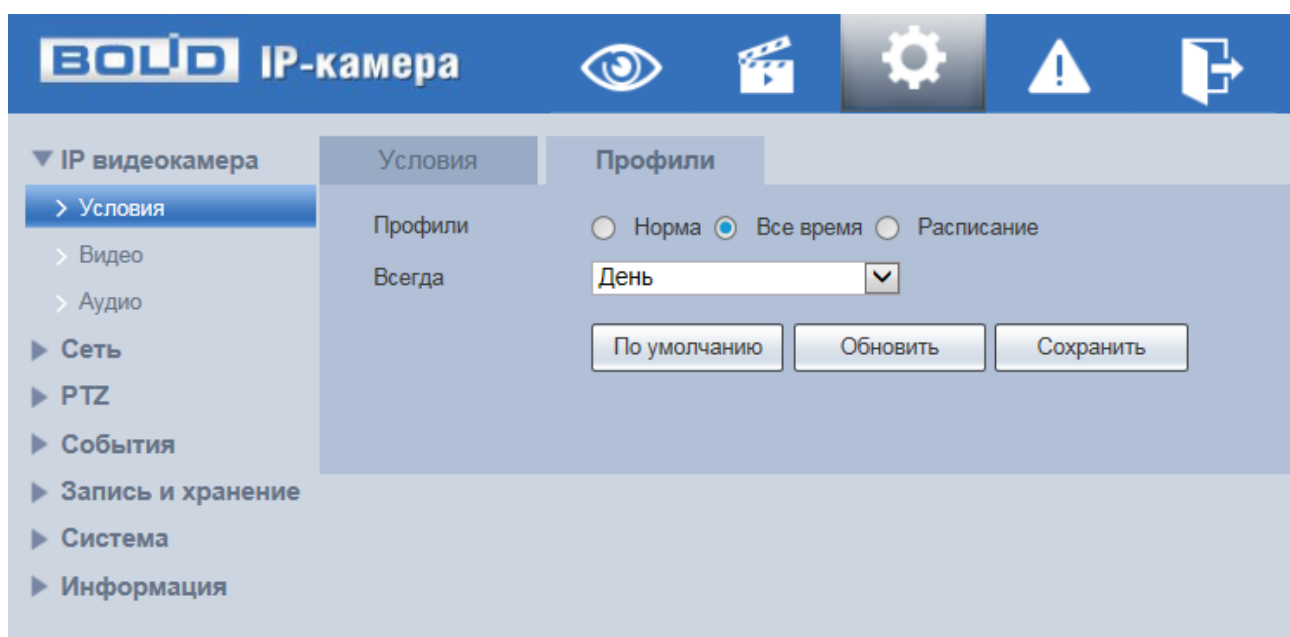 BOLID IP-камера
IP видеокамера
Условия
Видео
Аудио
Сеть
PTZ
События
Запись и хранение
Система
Информация
Условия Профили
Профили Норма Все время Расписание
Всегда День
По умолчанию Обновить Сохранить